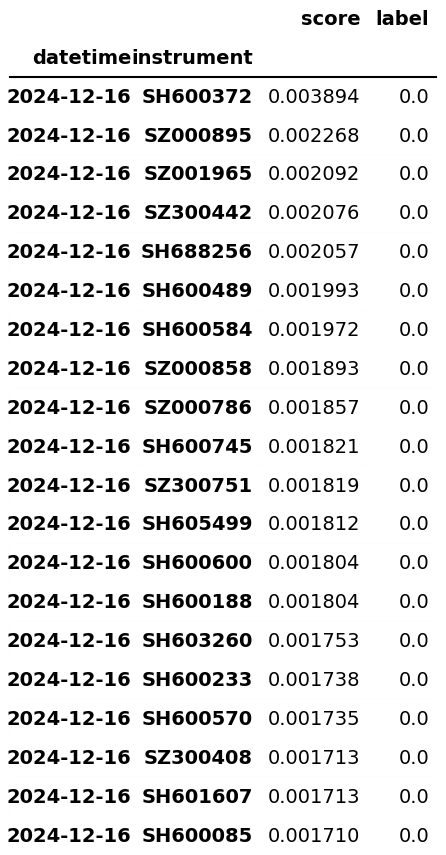 score label
datetime instrument
2024-12-16 SH600372 0.003894 0.0
2024-12-16 SZ000895 0.002268 0.0
2024-12-16 SZ001965 0.002092 0.0
2024-12-16 SZ300442 0.002076 0.0
2024-12-16 SH688256 0.002057 0.0
2024-12-16 SH600489 0.001993 0.0
2024-12-16 SH600584 0.001972 0.0
2024-12-16 SZ000858 0.001893 0.0
2024-12-16 SZ000786 0.001857 0.0
2024-12-16 SH600745 0.001821 0.0
2024-12-16 SZ300751 0.001819 0.0
2024-12-16 SH605499 0.001812 0.0
2024-12-16 SH600600 0.001804 0.0
2024-12-16 SH600188 0.001804 0.0
2024-12-16 SH603260 0.001753 0.0
2024-12-16 SH600233 0.001738 0.0
2024-12-16 SH600570 0.001735 0.0
2024-12-16 SZ300408 0.001713 0.0
2024-12-16 SH601607 0.001713 0.0
2024-12-16 SH600085 0.001710 0.0